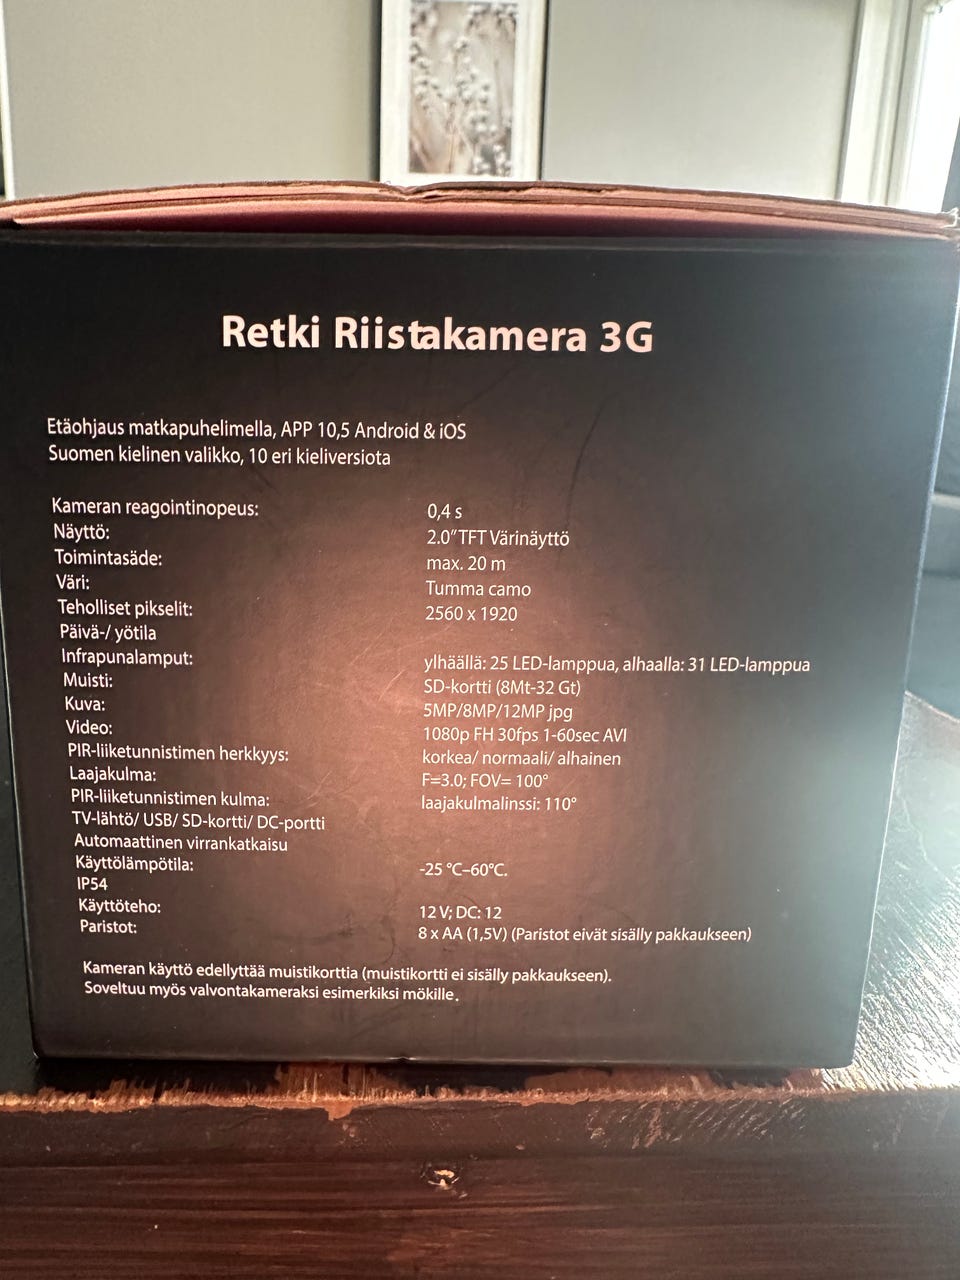 Retki Riistakamera 3G
Etäohjaus matkapuhelimella, APP 10,5 Android & iOS
Suomen kielinen valikko, 10 eri kieliversiota
Kameran reagointinopeus: 0,4 s
Näyttö: 2.0” TFT Värinäyttö
Toimintasäde: max. 20 m
Väri: Tumma camo
Teholliset pikselit: 2560 x 1920
Päivä-/ yötila
Infrapunalamput: ylhäällä: 25 LED-lamppua, alhaalla: 31 LED-lamppua
Muisti: SD-kortti (8Mt-32 Gt)
Kuva: 5MP/8MP/12MP jpg
Video: 1080p FH 30fps 1-60sec AVI
PIR-liiketunnistimen herkkyys: korkea/ normaali/ alhainen
Laajakulma: F=3.0; FOV= 100°
PIR-liiketunnistimen kulma: laajakulmalinssi: 110°
TV-lähtö/ USB/ SD-kortti/ DC-portti
Automaattinen virrankatkaisu
Käyttölämpötila: -25 °C–60°C.
IP54
Käyttöteho: 12 V; DC: 12
Paristot: 8 x AA (1,5V) (Paristot eivät sisälly pakkaukseen)
Kameran käyttö edellyttää muistikorttia (muistikortti ei sisälly pakkaukseen).
Soveltuu myös valvontakameraksi esimerkiksi mökille.